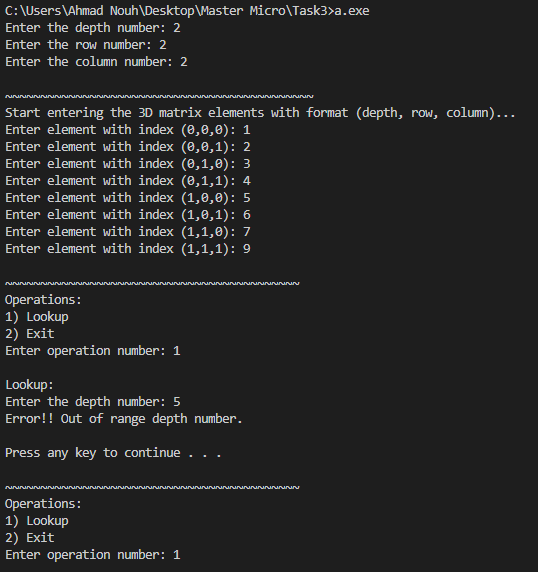 C:\Users\Ahmad Nouh\Desktop\Master Micro\Task3>a.exe
Enter the depth number: 2
Enter the row number: 2
Enter the column number: 2
~~~~~~~~~~~~~~~~~~~~~~~~~~~~~~~~~~~~~~~~~~~~
Start entering the 3D matrix elements with format (depth, row, column)...
Enter element with index (0,0,0): 1
Enter element with index (0,0,1): 2
Enter element with index (0,1,0): 3
Enter element with index (0,1,1): 4
Enter element with index (1,0,0): 5
Enter element with index (1,0,1): 6
Enter element with index (1,1,0): 7
Enter element with index (1,1,1): 9
~~~~~~~~~~~~~~~~~~~~~~~~~~~~~~~~~~~~~~~~~~
Operations:
1) Lookup
2) Exit
Enter operation number: 1
Lookup:
Enter the depth number: 5
Error!! Out of range depth number.
Press any key to continue . . .
~~~~~~~~~~~~~~~~~~~~~~~~~~~~~~~~~~~~~~~~~~
Operations:
1) Lookup
2) Exit
Enter operation number: 1